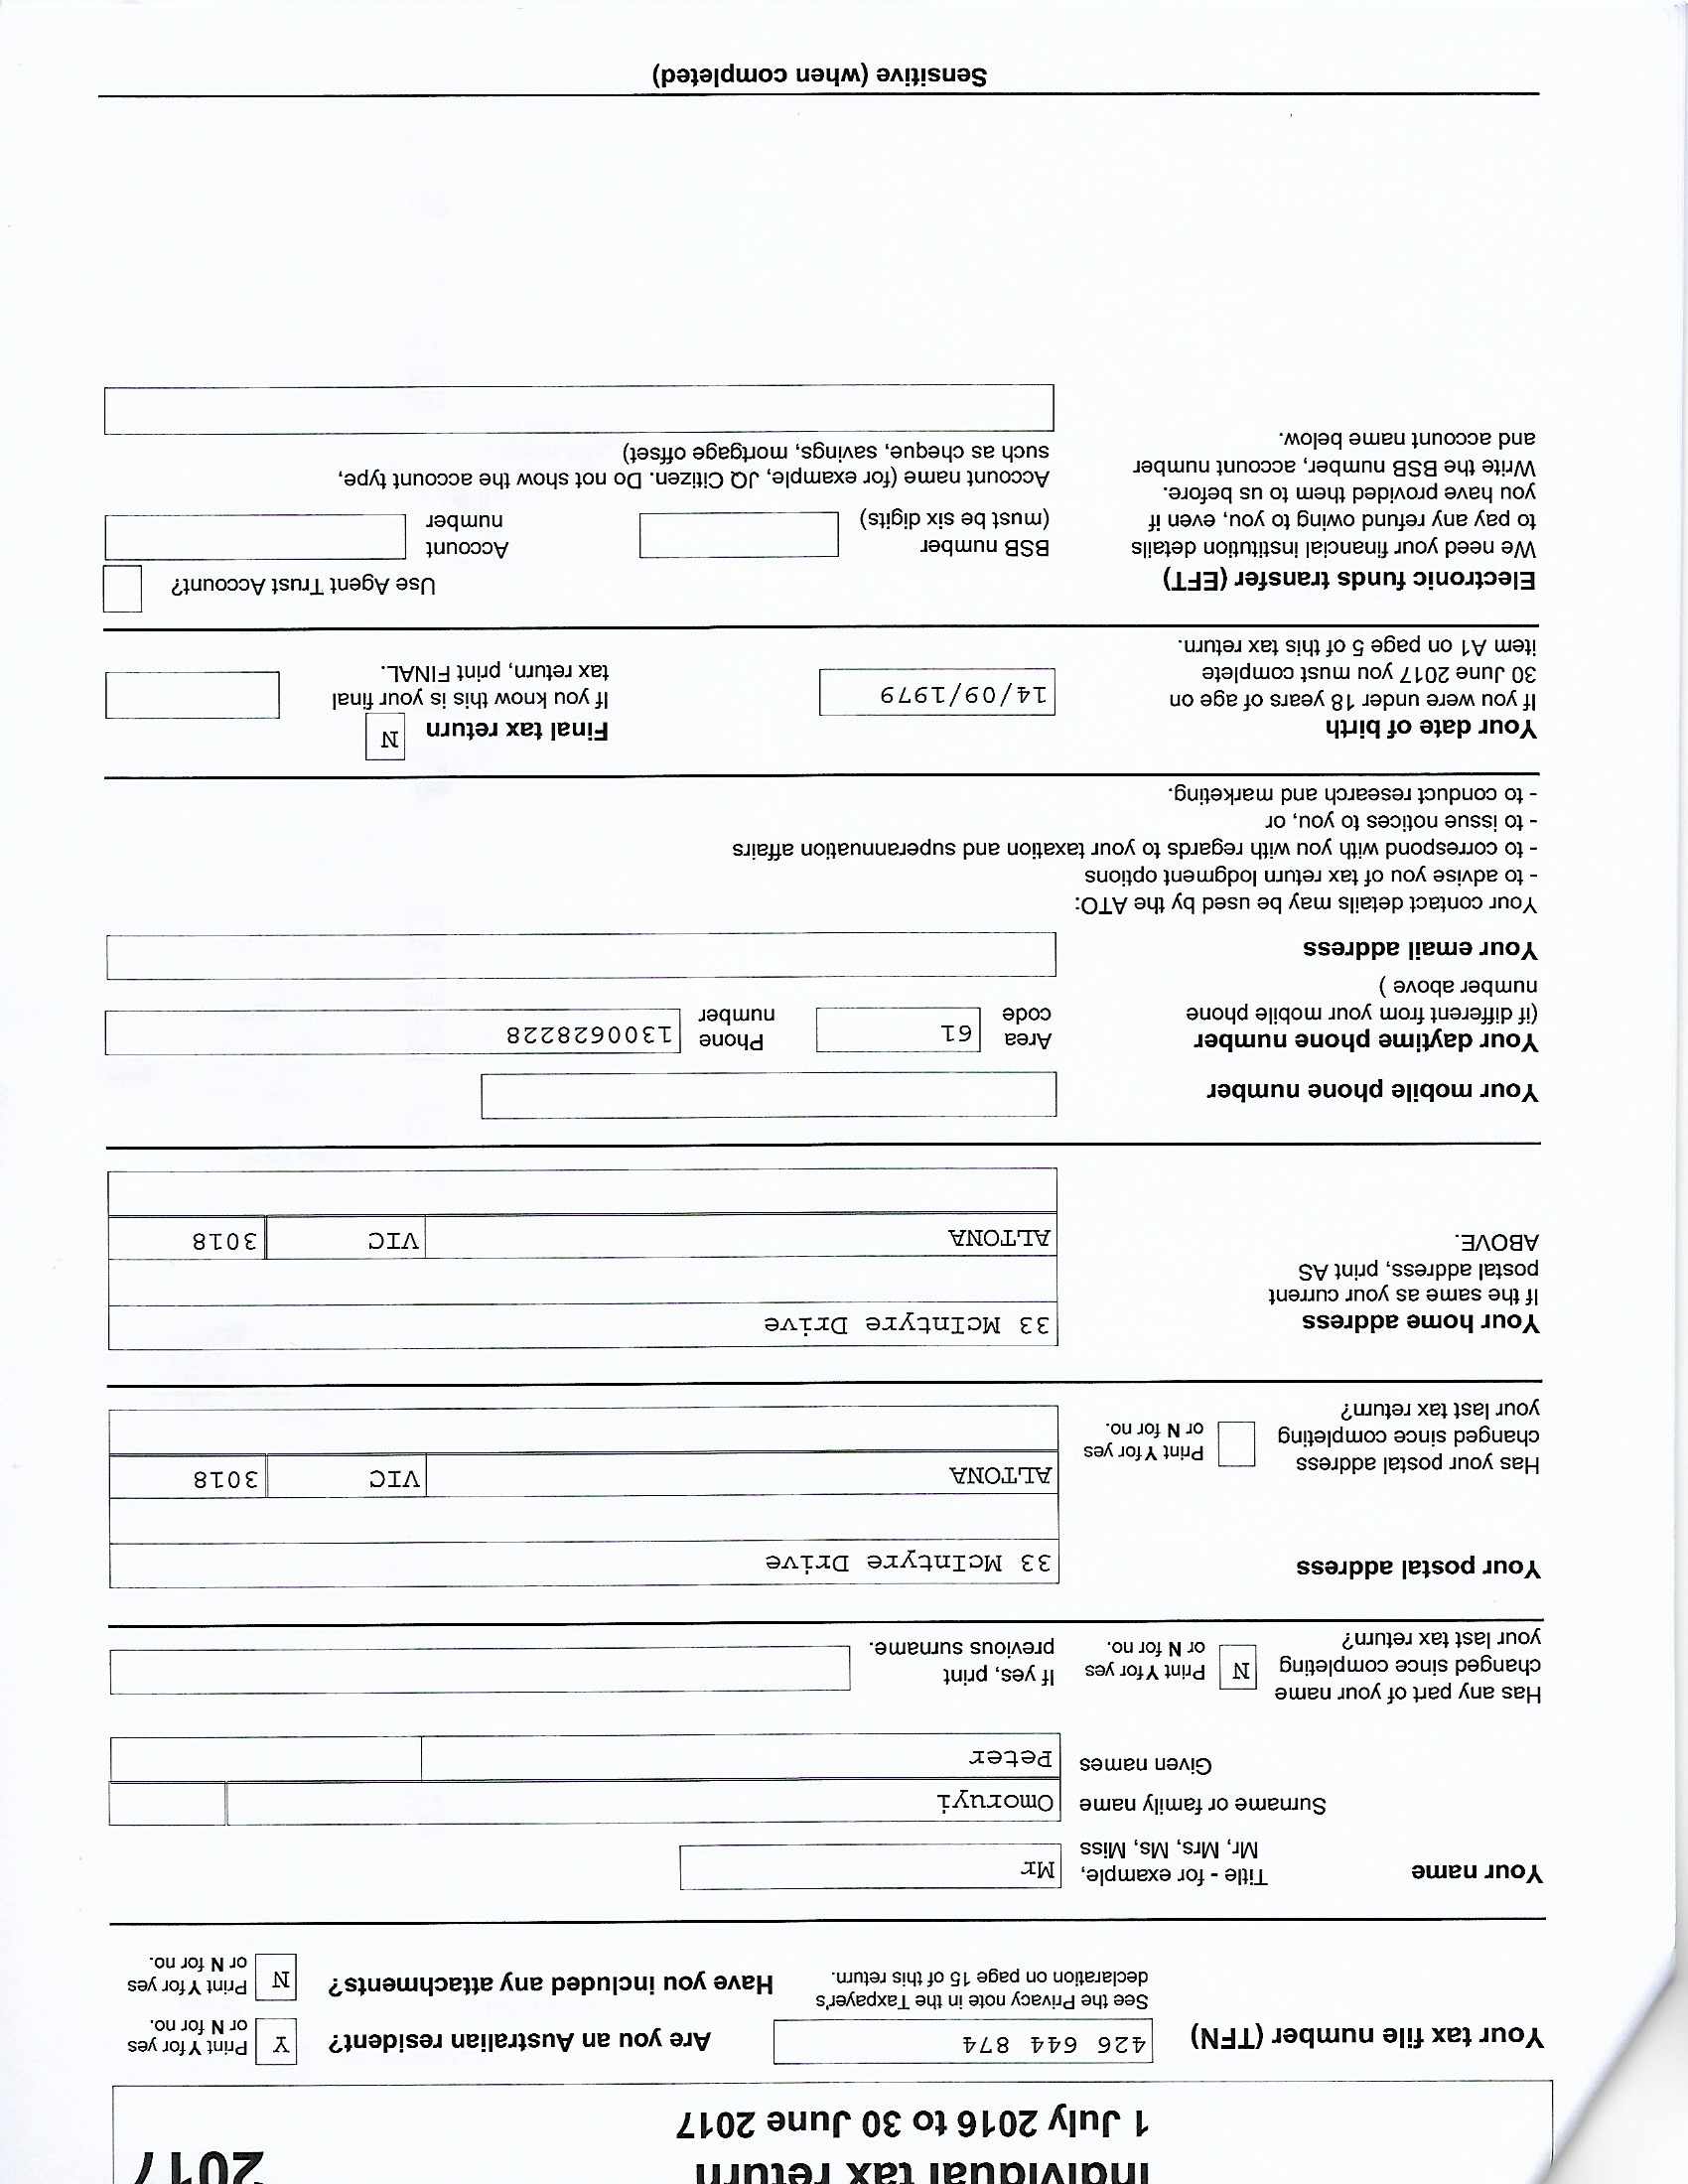 Individual tax return
2017
1 July 2016 to 30 June 2017
Your tax file number (TFN) 426 644 874 Are you an Australian resident? Y Print Y for yes or N for no.
See the Privacy note in the Taxpayer's declaration on page 15 of this return. Have you included any attachments? N Print Y for yes or N for no.
Your name Title - for example, Mr, Mrs, Ms, Miss Mr
Surname or family name Omoruyi
Given names Peter
Has any part of your name changed since completing your last tax return? N Print Y for yes or N for no. If yes, print previous surname.
Your postal address 33 McIntyre Drive
Has your postal address changed since completing your last tax return? Print Y for yes or N for no.
ALTONA VIC 3018
Your home address 33 McIntyre Drive
If the same as your current postal address, print AS ABOVE.
ALTONA VIC 3018
Your mobile phone number
Your daytime phone number Area code 61 Phone number 1300628228
(if different from your mobile phone number above )
Your email address
Your contact details may be used by the ATO:
- to advise you of tax return lodgment options
- to correspond with you with regards to your taxation and superannuation affairs
- to issue notices to you, or
- to conduct research and marketing.
Your date of birth 14/09/1979 Final tax return N
If you were under 18 years of age on 30 June 2017 you must complete item A1 on page 5 of this tax return.
If you know this is your final tax return, print FINAL.
Electronic funds transfer (EFT) Use Agent Trust Account?
We need your financial institution details to pay any refund owing to you, even if you have provided them to us before.
Write the BSB number, account number and account name below.
BSB number (must be six digits) Account number
Account name (for example, JQ Citizen. Do not show the account type, such as cheque, savings, mortgage offset)
Sensitive (when completed)